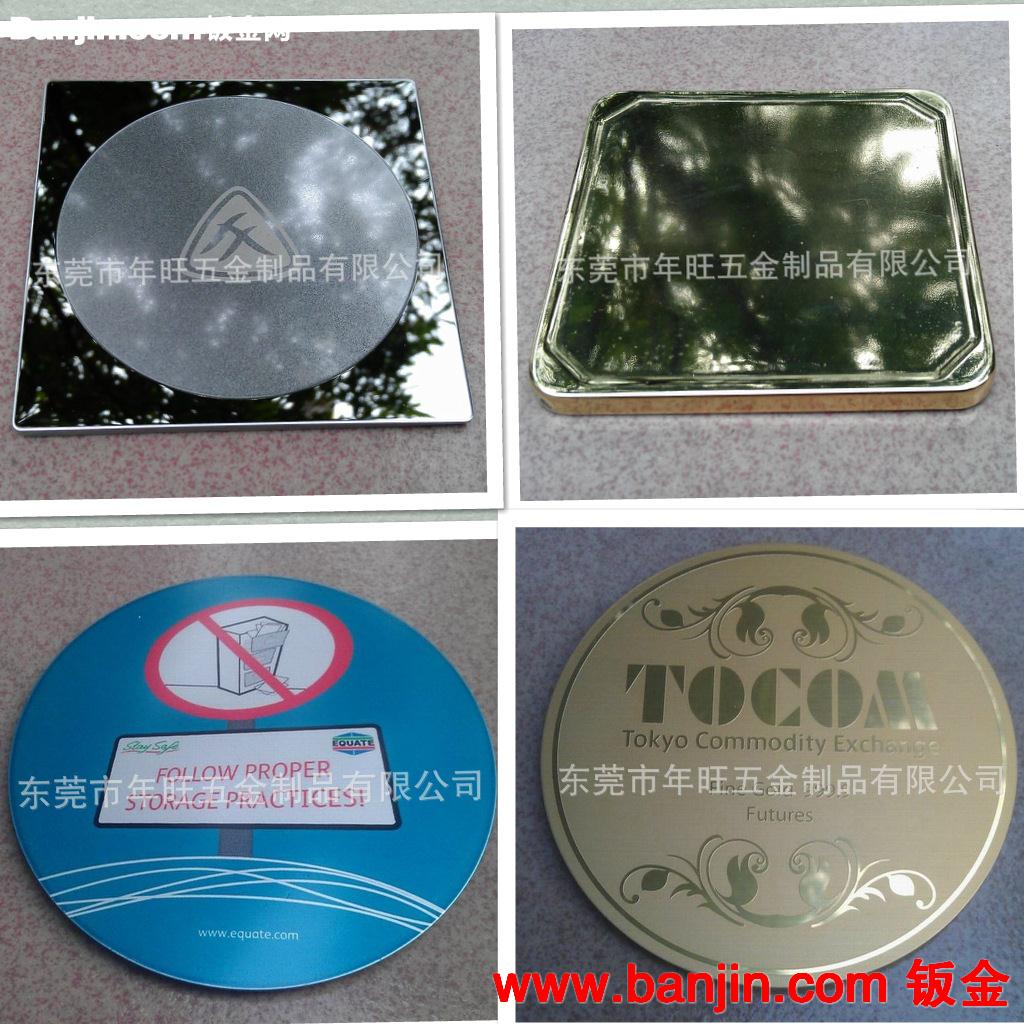 Banjin.com 钣金网
东莞市年旺五金制品有限公司
东莞市年旺五金制品有限公司
Stay Safe
EQUATE
FOLLOW PROPER
STORAGE PRACTICES!
东莞市年旺五金制品有限公司
www.equate.com
TOCOM
Tokyo Commodity Exchange
东莞市年旺五金制品有限公司
Fine Gold
Futures
www.banjin.com 钣金